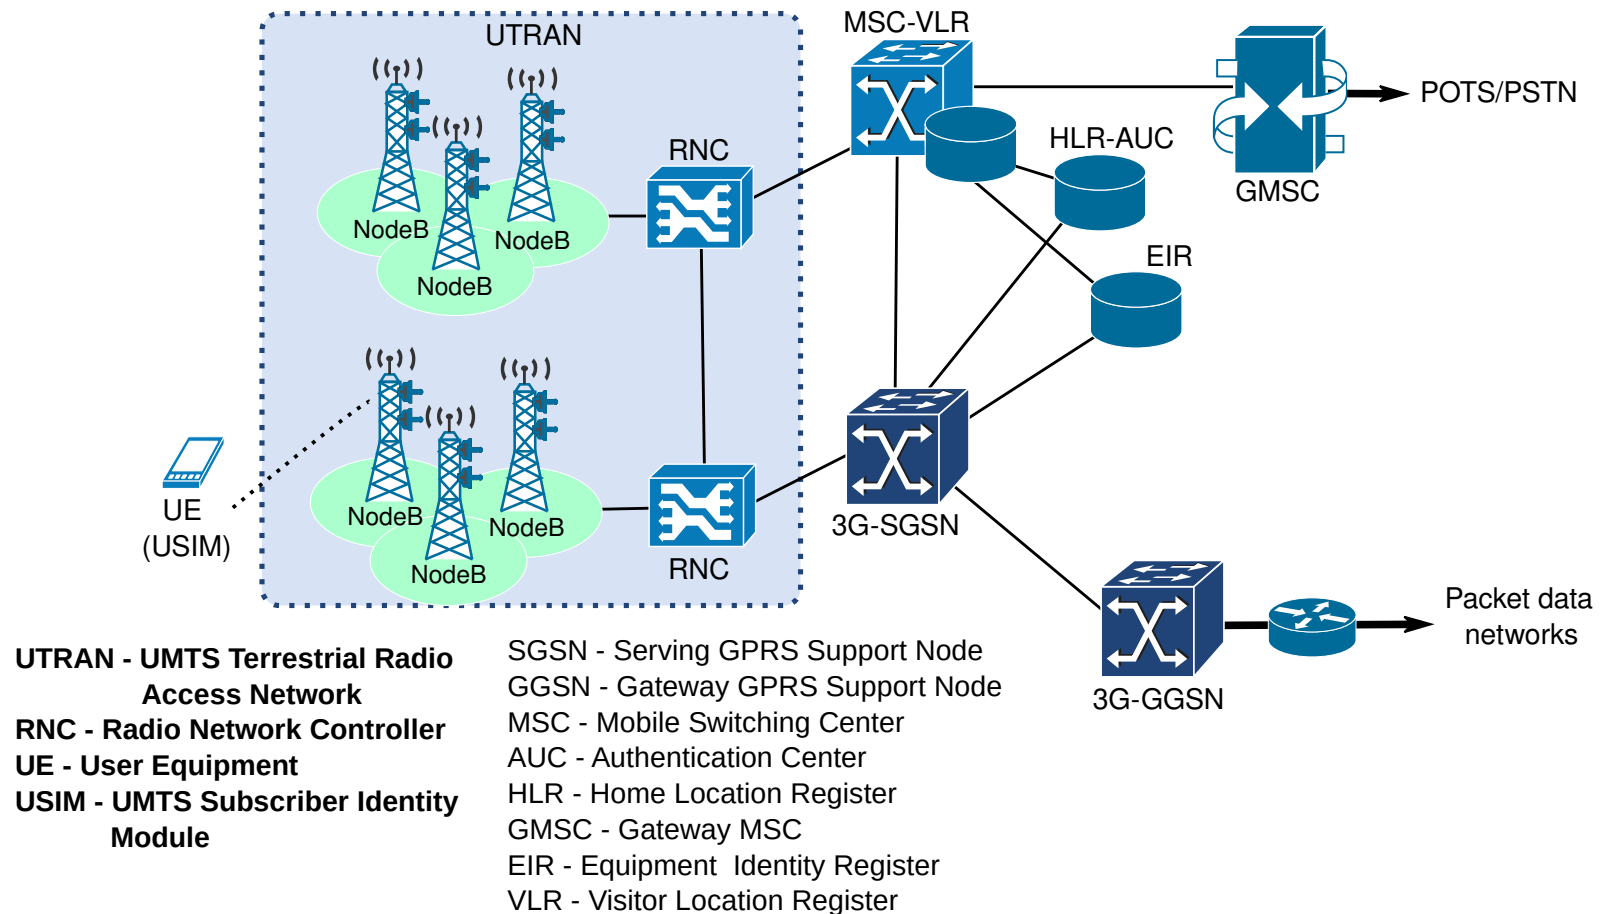 UTRAN
MSC-VLR
POTS/PSTN
RNC
HLR-AUC
GMSC
NodeB
NodeB
NodeB
EIR
UE
(USIM)
NodeB
NodeB
NodeB
RNC
3G-SGSN
Packet data
networks
3G-GGSN
UTRAN - UMTS Terrestrial Radio
Access Network
RNC - Radio Network Controller
UE - User Equipment
USIM - UMTS Subscriber Identity
Module
SGSN - Serving GPRS Support Node
GGSN - Gateway GPRS Support Node
MSC - Mobile Switching Center
AUC - Authentication Center
HLR - Home Location Register
GMSC - Gateway MSC
EIR - Equipment  Identity Register
VLR - Visitor Location Register